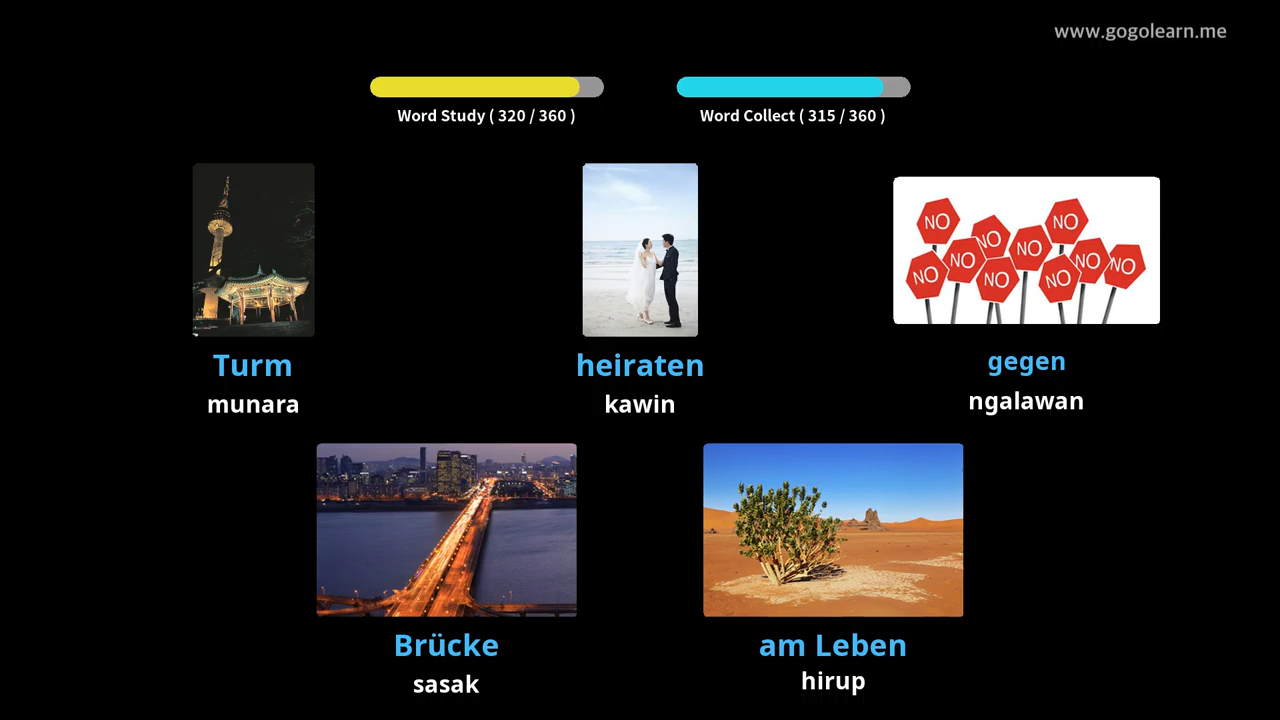 www.gogolearn.me
Word Study ( 320 / 360 )
Word Collect ( 315 / 360 )
NO
NO
NO
NO
NO
NO
NO
NO
NO
NO
Turm
munara
heiraten
kawin
gegen
ngalawan
Brücke
sasak
am Leben
hirup